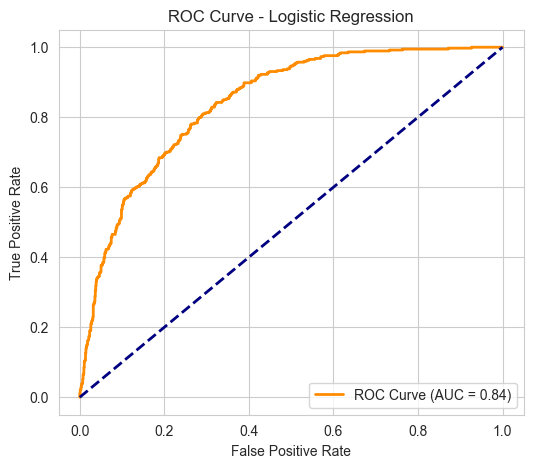 ROC Curve - Logistic Regression
True Positive Rate
1.0
0.8
0.6
0.4
0.2
0.0
ROC Curve (AUC = 0.84)
0.0 0.2 0.4 0.6 0.8 1.0
False Positive Rate